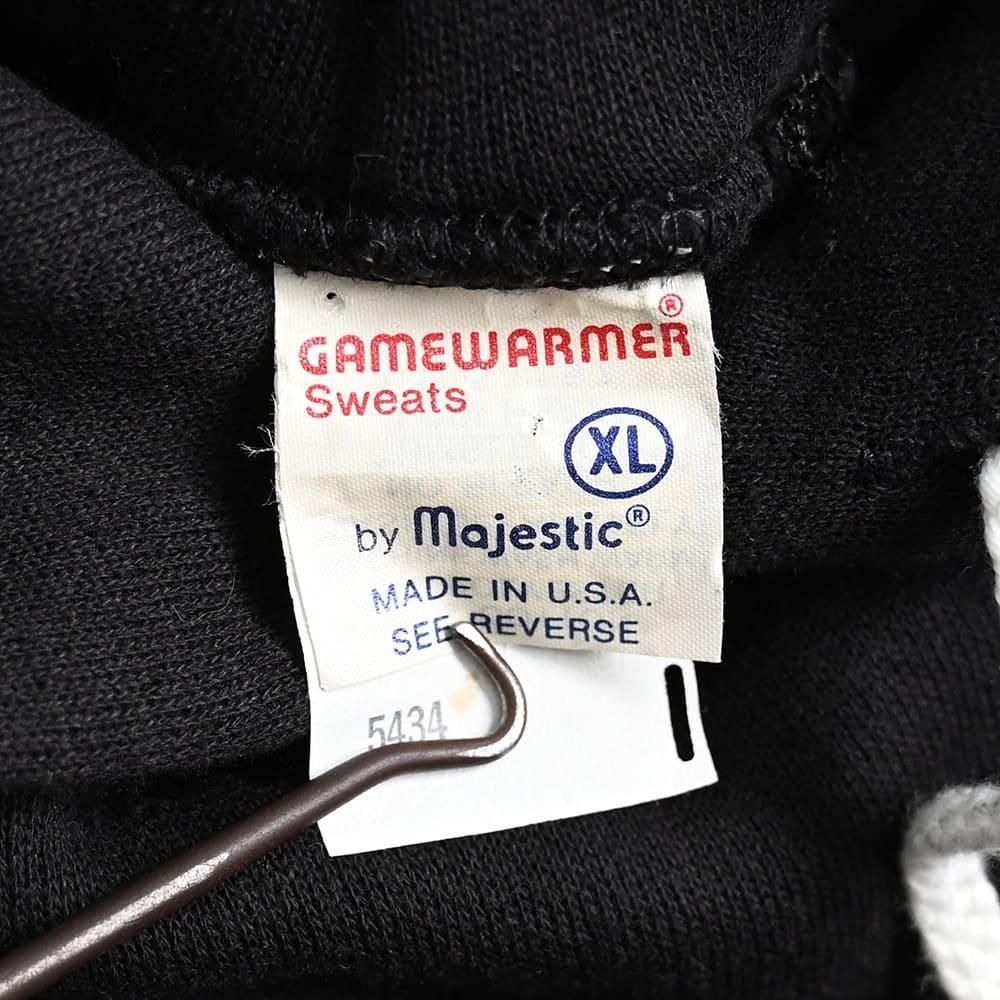 GAMEWARMER®
Sweats
XL
by Majestic®
MADE IN U.S.A.
SEE REVERSE
5434